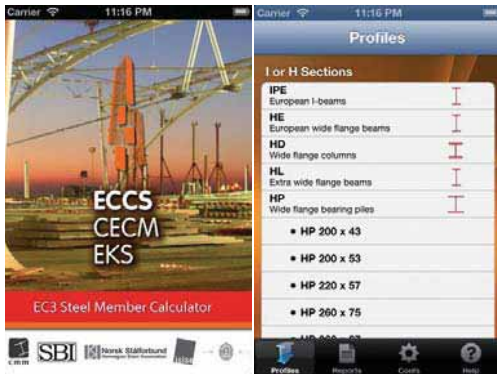 Carrier 11:16 PM
ECCS
CECM
EKS
EC3 Steel Member Calculator
cmm SBI Norsk Stålforbund
Carrier 11:16 PM
Profiles
I or H Sections
IPE
European I-beams
HE
European wide flange beams
HD
Wide flange columns
HL
Extra wide flange beams
HP
Wide flange bearing piles
• HP 200 x 43
• HP 200 x 53
• HP 220 x 57
• HP 260 x 75
Profiles Reports Confs Help